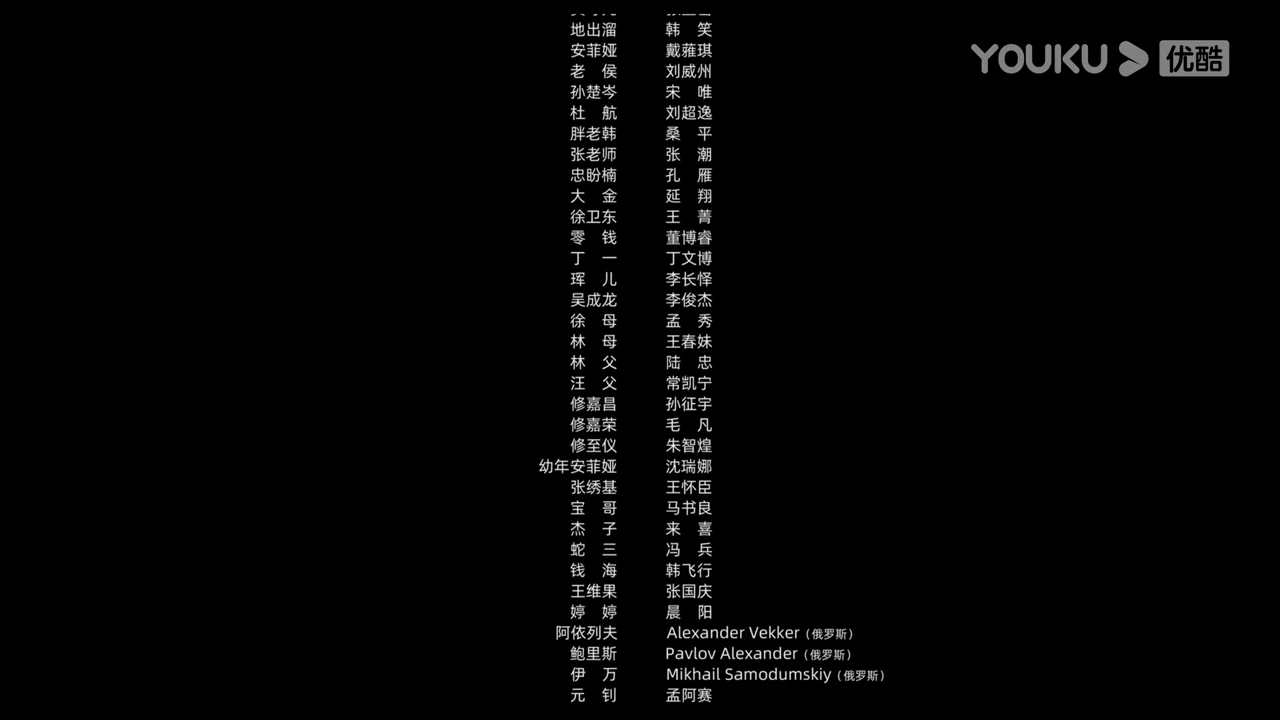 YOUKU 优酷
地出溜 韩 笑
安菲娅 戴蕥琪
老 侯 刘威州
孙楚岑 宋 唯
杜 航 刘超逸
胖老韩 桑 平
张老师 张 潮
忠盼楠 孔 雁
大 金 延 翔
徐卫东 王 菁
零 钱 董博睿
丁 一 丁文博
珲 儿 李长怿
吴成龙 李俊杰
徐 母 孟 秀
林 母 王春妹
林 父 陆 忠
汪 父 常凯宁
修嘉昌 孙征宇
修嘉荣 毛 凡
修至仪 朱智煌
幼年安菲娅 沈瑞娜
张绣基 王怀臣
宝 哥 马书良
杰 子 来 喜
蛇 三 冯 兵
钱 海 韩飞行
王维果 张国庆
婷 婷 晨 阳
阿依列夫 Alexander Vekker（俄罗斯）
鲍里斯 Pavlov Alexander（俄罗斯）
伊 万 Mikhail Samodumskiy（俄罗斯）
元 钊 孟阿赛